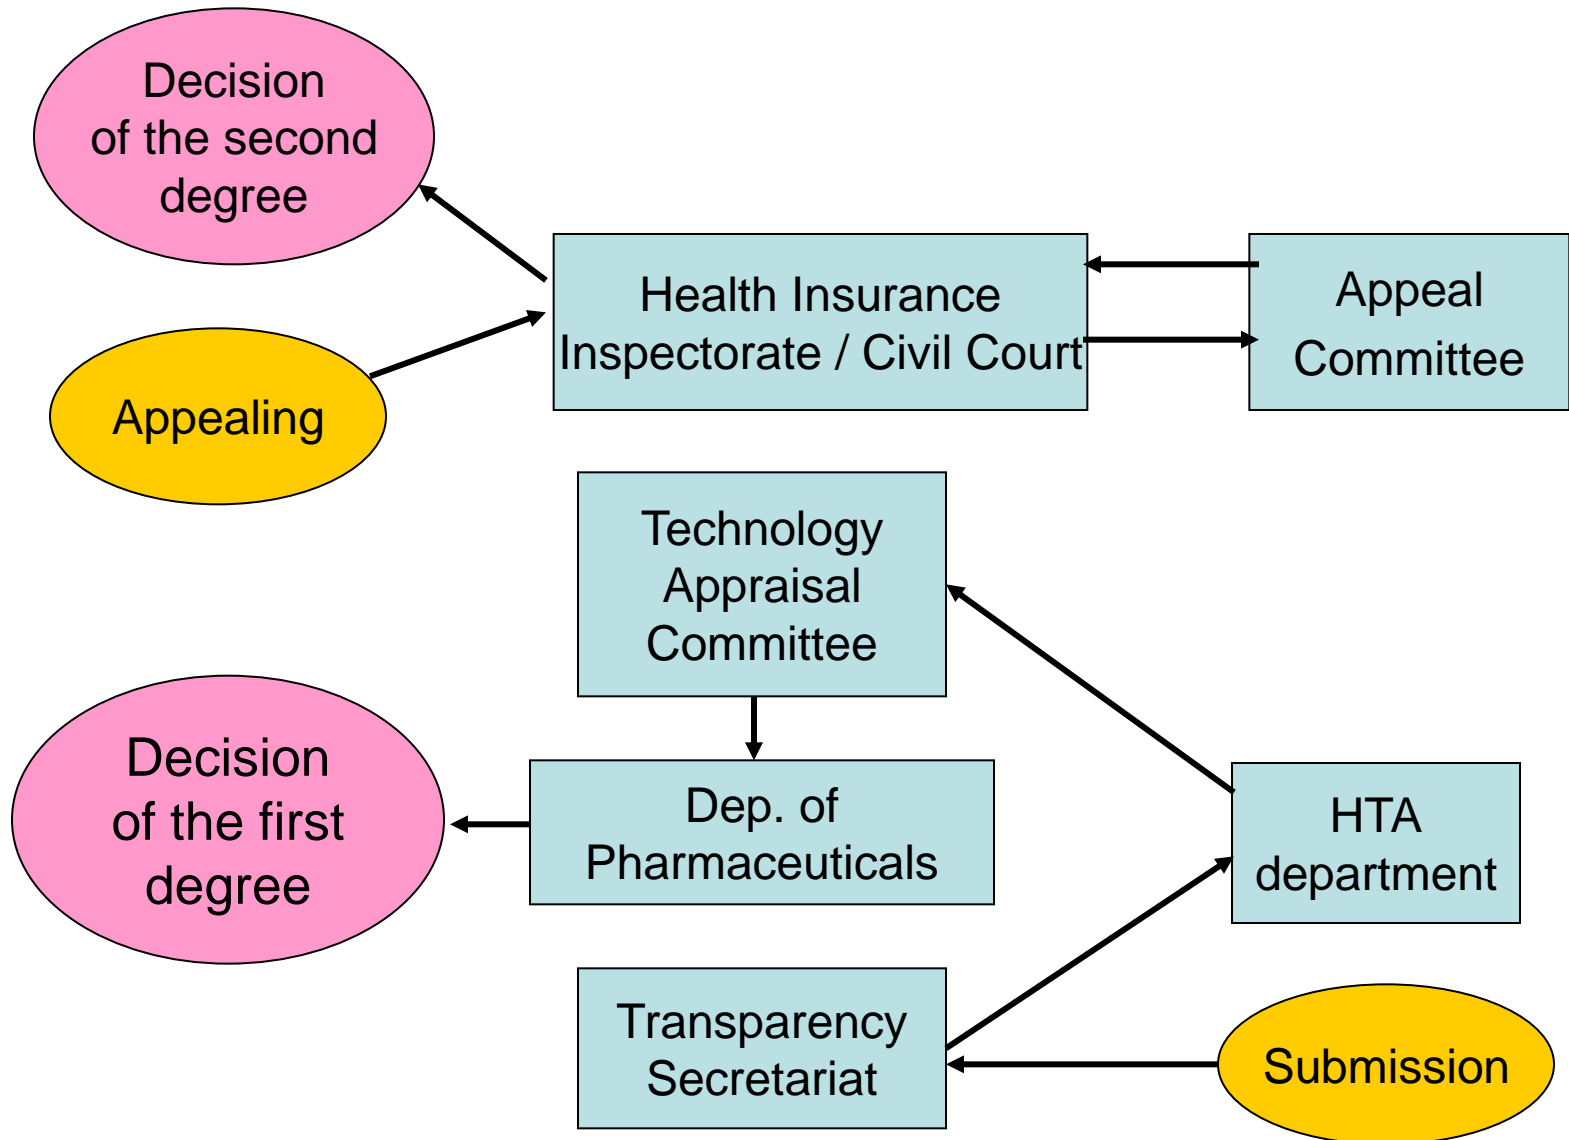 Decision
of the second
degree
Health Insurance
Inspectorate / Civil Court
Appeal
Committee
Appealing
Technology
Appraisal
Committee
Decision
of the first
degree
Dep. of
Pharmaceuticals
HTA
department
Transparency
Secretariat
Submission